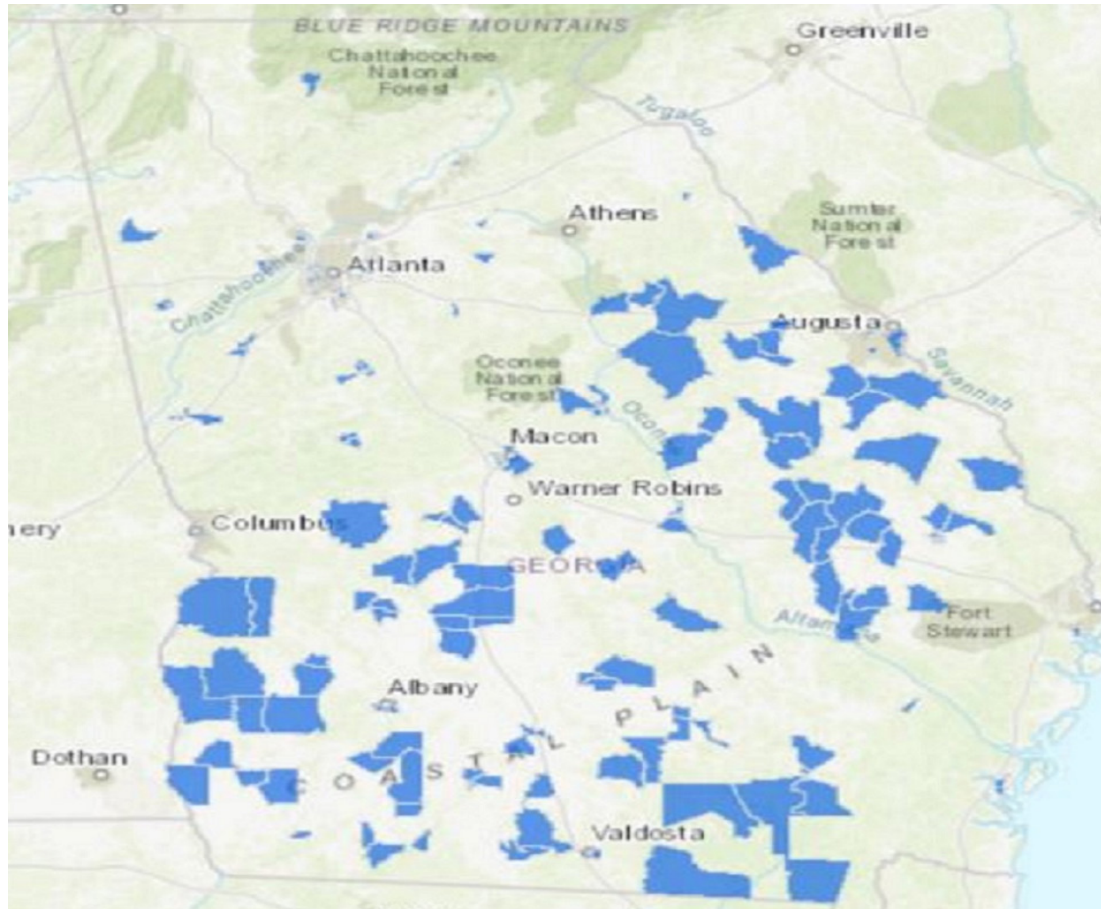 BLUE RIDGE MOUNTAINS
Greenville
Chattahoochee
National
Forest
Tugaloo
Athens
Sumter
National
Forest
Atlanta
Chattahoochee
Augusta
Oconee
National
Forest
Savannah
Oconee
Macon
Warner Robins
nery
Columbus
GEORGIA
Altamaha
Fort
Stewart
Albany
Dothan
COASTAL PLAIN
Valdosta